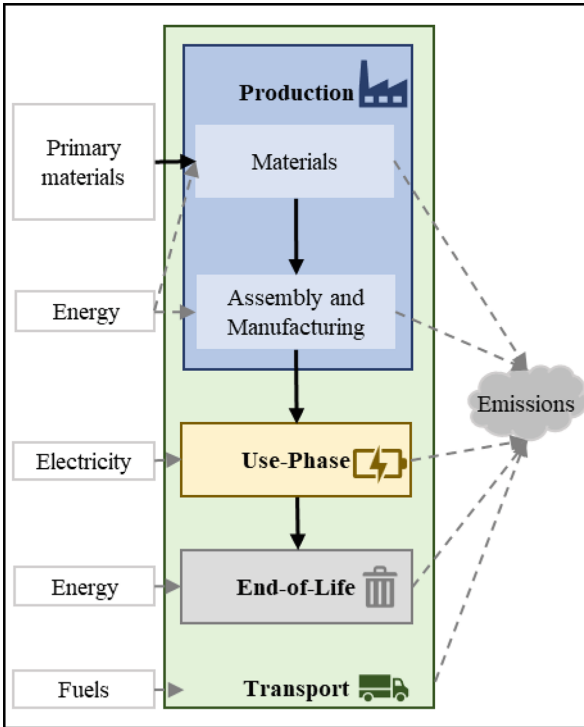 Production
Primary
materials
Materials
Energy
Assembly and
Manufacturing
Emissions
Electricity
Use-Phase
Energy
End-of-Life
Fuels
Transport